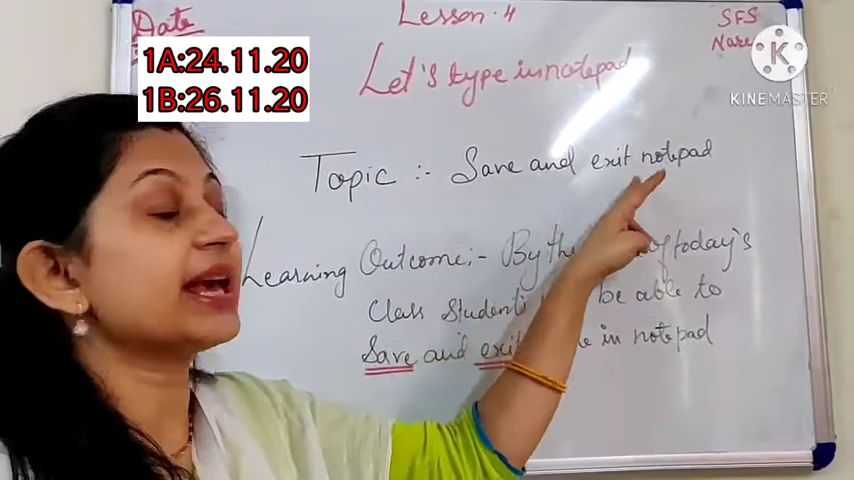 Date
Lesson. 4
SFS
1A:24.11.20
1B:26.11.20
Let's type in notepad
KINEMASTER
Topic :- Save and exit notepad
Learning Outcome:- By the of today's
Class Students be able to
Save and exit in notepad